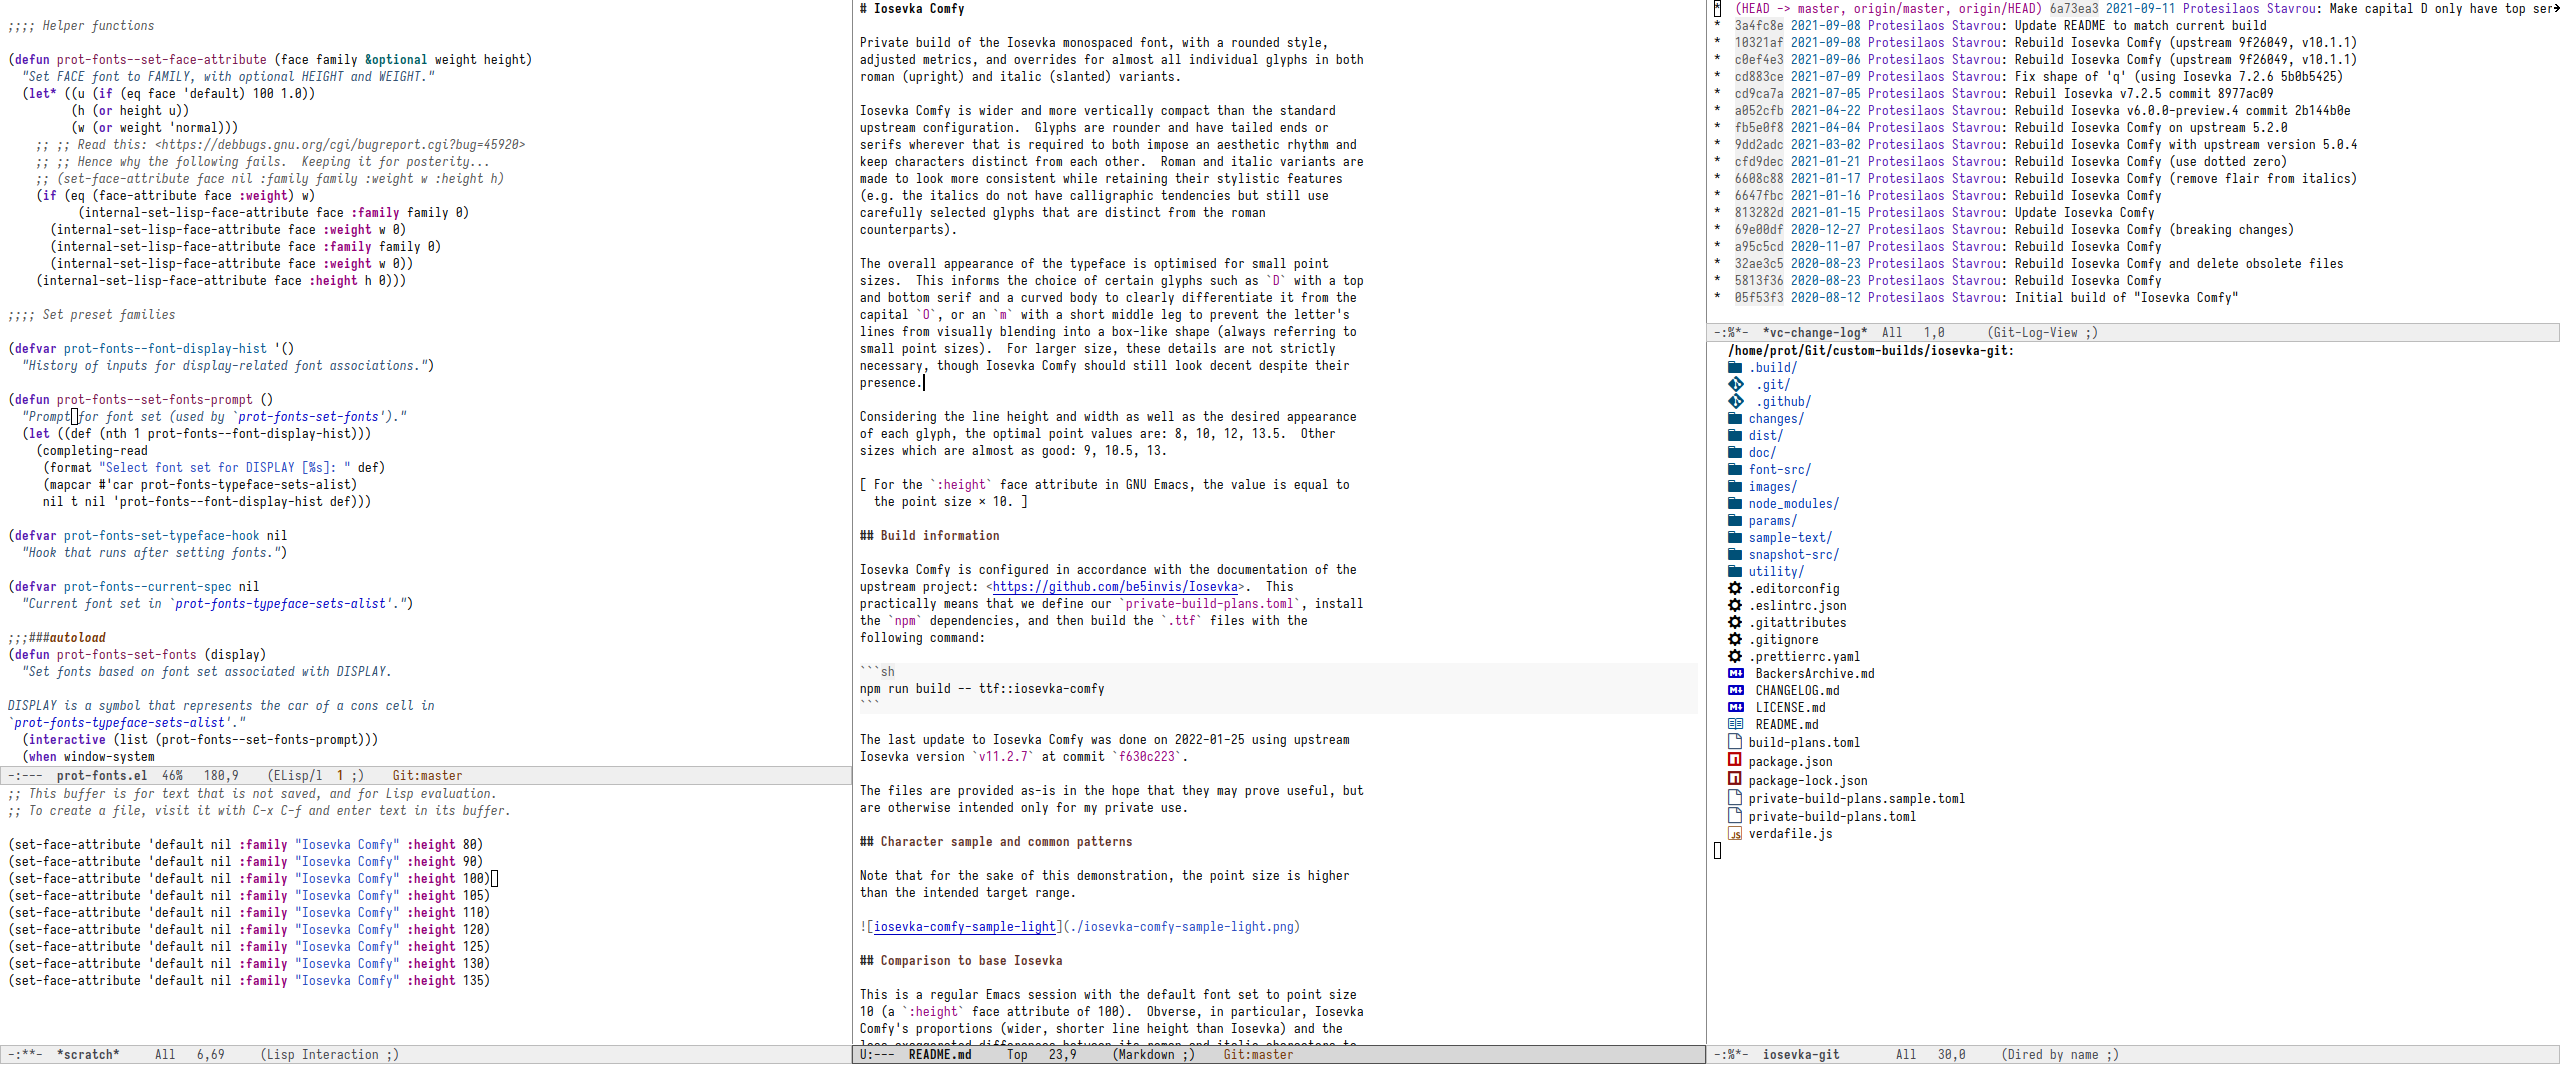 ;;;; Helper functions
(defun prot-fonts--set-face-attribute (face family &optional weight height)
"Set FACE font to FAMILY, with optional HEIGHT and WEIGHT."
(let* ((u (if (eq face 'default) 100 1.0))
(h (or height u))
(w (or weight 'normal)))
;; ;; Read this: <https://debbugs.gnu.org/cgi/bugreport.cgi?bug=45920>
;; ;; Hence why the following fails.  Keeping it for posterity...
;; (set-face-attribute face nil :family family :weight w :height h)
(if (eq (face-attribute face :weight) w)
(internal-set-lisp-face-attribute face :family family 0)
(internal-set-lisp-face-attribute face :weight w 0)
(internal-set-lisp-face-attribute face :family family 0)
(internal-set-lisp-face-attribute face :weight w 0))
(internal-set-lisp-face-attribute face :height h 0)))
;;;; Set preset families
(defvar prot-fonts--font-display-hist '()
"History of inputs for display-related font associations.")
(defun prot-fonts--set-fonts-prompt ()
"Prompt for font set (used by `prot-fonts-set-fonts')."
(let ((def (nth 1 prot-fonts--font-display-hist)))
(completing-read
(format "Select font set for DISPLAY [%s]: " def)
(mapcar #'car prot-fonts-typeface-sets-alist)
nil t nil 'prot-fonts--font-display-hist def)))
(defvar prot-fonts-set-typeface-hook nil
"Hook that runs after setting fonts.")
(defvar prot-fonts--current-spec nil
"Current font set in `prot-fonts-typeface-sets-alist'.")
;;;###autoload
(defun prot-fonts-set-fonts (display)
"Set fonts based on font set associated with DISPLAY.
DISPLAY is a symbol that represents the car of a cons cell in
`prot-fonts-typeface-sets-alist'."
(interactive (list (prot-fonts--set-fonts-prompt)))
(when window-system
-:---  prot-fonts.el  46%   180,9    (ELisp/l  1 ;)    Git:master
;; This buffer is for text that is not saved, and for Lisp evaluation.
;; To create a file, visit it with C-x C-f and enter text in its buffer.
(set-face-attribute 'default nil :family "Iosevka Comfy" :height 80)
(set-face-attribute 'default nil :family "Iosevka Comfy" :height 90)
(set-face-attribute 'default nil :family "Iosevka Comfy" :height 100)
(set-face-attribute 'default nil :family "Iosevka Comfy" :height 105)
(set-face-attribute 'default nil :family "Iosevka Comfy" :height 110)
(set-face-attribute 'default nil :family "Iosevka Comfy" :height 120)
(set-face-attribute 'default nil :family "Iosevka Comfy" :height 125)
(set-face-attribute 'default nil :family "Iosevka Comfy" :height 130)
(set-face-attribute 'default nil :family "Iosevka Comfy" :height 135)
-:**-  *scratch*     All   6,69     (Lisp Interaction ;)
# Iosevka Comfy
Private build of the Iosevka monospaced font, with a rounded style,
adjusted metrics, and overrides for almost all individual glyphs in both
roman (upright) and italic (slanted) variants.
Iosevka Comfy is wider and more vertically compact than the standard
upstream configuration.  Glyphs are rounder and have tailed ends or
serifs wherever that is required to both impose an aesthetic rhythm and
keep characters distinct from each other.  Roman and italic variants are
made to look more consistent while retaining their stylistic features
(e.g. the italics do not have calligraphic tendencies but still use
carefully selected glyphs that are distinct from the roman
counterparts).
The overall appearance of the typeface is optimised for small point
sizes.  This informs the choice of certain glyphs such as `D` with a top
and bottom serif and a curved body to clearly differentiate it from the
capital `O`, or an `m` with a short middle leg to prevent the letter's
lines from visually blending into a box-like shape (always referring to
small point sizes).  For larger size, these details are not strictly
necessary, though Iosevka Comfy should still look decent despite their
presence.
Considering the line height and width as well as the desired appearance
of each glyph, the optimal point values are: 8, 10, 12, 13.5.  Other
sizes which are almost as good: 9, 10.5, 13.
[ For the `:height` face attribute in GNU Emacs, the value is equal to
the point size × 10. ]
## Build information
Iosevka Comfy is configured in accordance with the documentation of the
upstream project: <https://github.com/be5invis/Iosevka>.  This
practically means that we define our `private-build-plans.toml`, install
the `npm` dependencies, and then build the `.ttf` files with the
following command:
```sh
npm run build -- ttf::iosevka-comfy
```
The last update to Iosevka Comfy was done on 2022-01-25 using upstream
Iosevka version `v11.2.7` at commit `f630c223`.
The files are provided as-is in the hope that they may prove useful, but
are otherwise intended only for my private use.
## Character sample and common patterns
Note that for the sake of this demonstration, the point size is higher
than the intended target range.
![iosevka-comfy-sample-light](./iosevka-comfy-sample-light.png)
## Comparison to base Iosevka
This is a regular Emacs session with the default font set to point size
10 (a `:height` face attribute of 100).  Obverse, in particular, Iosevka
Comfy's proportions (wider, shorter line height than Iosevka) and the
less exaggerated differences between its roman and italic characters to
U:---  README.md     Top   23,9     (Markdown ;)    Git:master
*  (HEAD -> master, origin/master, origin/HEAD) 6a73ea3 2021-09-11 Protesilaos Stavrou: Make capital D only have top ser
*  3a4fc8e 2021-09-08 Protesilaos Stavrou: Update README to match current build
*  10321af 2021-09-08 Protesilaos Stavrou: Rebuild Iosevka Comfy (upstream 9f26049, v10.1.1)
*  c0ef4e3 2021-09-06 Protesilaos Stavrou: Rebuild Iosevka Comfy (upstream 9f26049, v10.1.1)
*  cd883ce 2021-07-09 Protesilaos Stavrou: Fix shape of 'q' (using Iosevka 7.2.6 5b0b5425)
*  cd9ca7a 2021-07-05 Protesilaos Stavrou: Rebuil Iosevka v7.2.5 commit 8977ac09
*  a052cfb 2021-04-22 Protesilaos Stavrou: Rebuild Iosevka v6.0.0-preview.4 commit 2b144b0e
*  fb5e0f8 2021-04-04 Protesilaos Stavrou: Rebuild Iosevka Comfy on upstream 5.2.0
*  9dd2adc 2021-03-02 Protesilaos Stavrou: Rebuild Iosevka Comfy with upstream version 5.0.4
*  cfd9dec 2021-01-21 Protesilaos Stavrou: Rebuild Iosevka Comfy (use dotted zero)
*  6608c88 2021-01-17 Protesilaos Stavrou: Rebuild Iosevka Comfy (remove flair from italics)
*  6647fbc 2021-01-16 Protesilaos Stavrou: Rebuild Iosevka Comfy
*  813282d 2021-01-15 Protesilaos Stavrou: Update Iosevka Comfy
*  69e00df 2020-12-27 Protesilaos Stavrou: Rebuild Iosevka Comfy (breaking changes)
*  a95c5cd 2020-11-07 Protesilaos Stavrou: Rebuild Iosevka Comfy
*  32ae3c5 2020-08-23 Protesilaos Stavrou: Rebuild Iosevka Comfy and delete obsolete files
*  5813f36 2020-08-23 Protesilaos Stavrou: Rebuild Iosevka Comfy
*  05f53f3 2020-08-12 Protesilaos Stavrou: Initial build of "Iosevka Comfy"
-:%*-  *vc-change-log*  All   1,0      (Git-Log-View ;)
/home/prot/Git/custom-builds/iosevka-git:
.build/
.git/
.github/
changes/
dist/
doc/
font-src/
images/
node_modules/
params/
sample-text/
snapshot-src/
utility/
.editorconfig
.eslintrc.json
.gitattributes
.gitignore
.prettierrc.yaml
BackersArchive.md
CHANGELOG.md
LICENSE.md
README.md
build-plans.toml
package.json
package-lock.json
private-build-plans.sample.toml
private-build-plans.toml
verdafile.js
-:%*-  iosevka-git        All   30,0     (Dired by name ;)